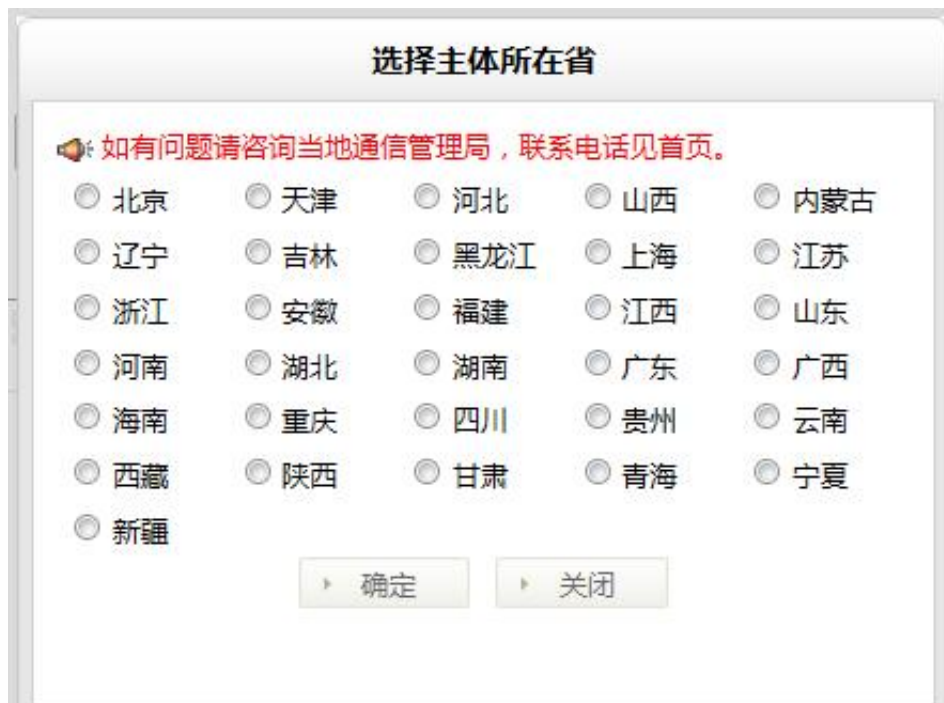 选择主体所在省
如有问题请咨询当地通信管理局，联系电话见首页。
北京 天津 河北 山西 内蒙古
辽宁 吉林 黑龙江 上海 江苏
浙江 安徽 福建 江西 山东
河南 湖北 湖南 广东 广西
海南 重庆 四川 贵州 云南
西藏 陕西 甘肃 青海 宁夏
新疆
确定 关闭